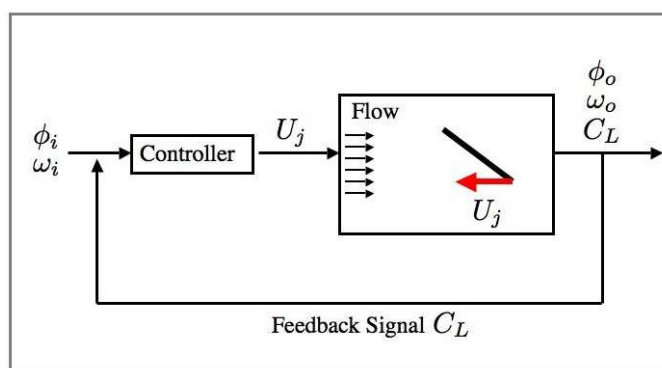 ϕ_i
ω_i
Controller
U_j
Flow
U_j
ϕ_o
ω_o
C_L
Feedback Signal C_L